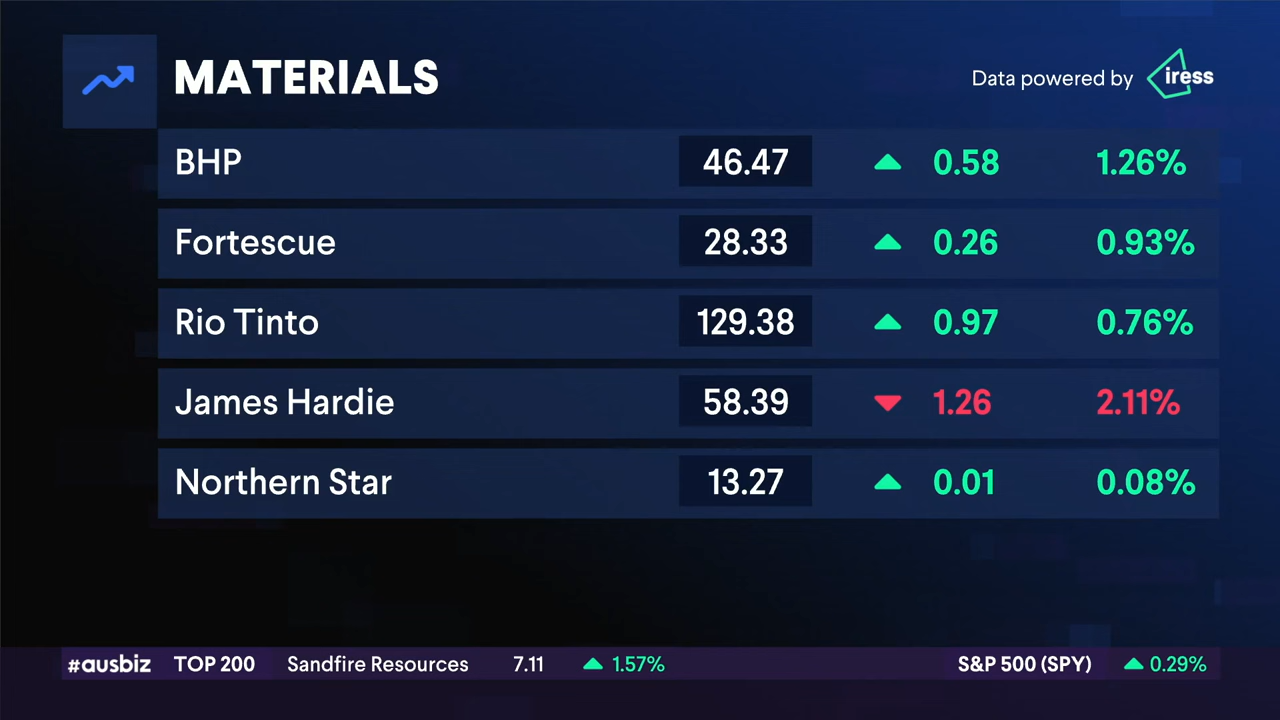 MATERIALS
Data powered by iress
BHP 46.47 ▲ 0.58 1.26%
Fortescue 28.33 ▲ 0.26 0.93%
Rio Tinto 129.38 ▲ 0.97 0.76%
James Hardie 58.39 ▼ 1.26 2.11%
Northern Star 13.27 ▲ 0.01 0.08%
#ausbiz TOP 200 Sandfire Resources 7.11 ▲ 1.57% S&P 500 (SPY) ▲ 0.29%